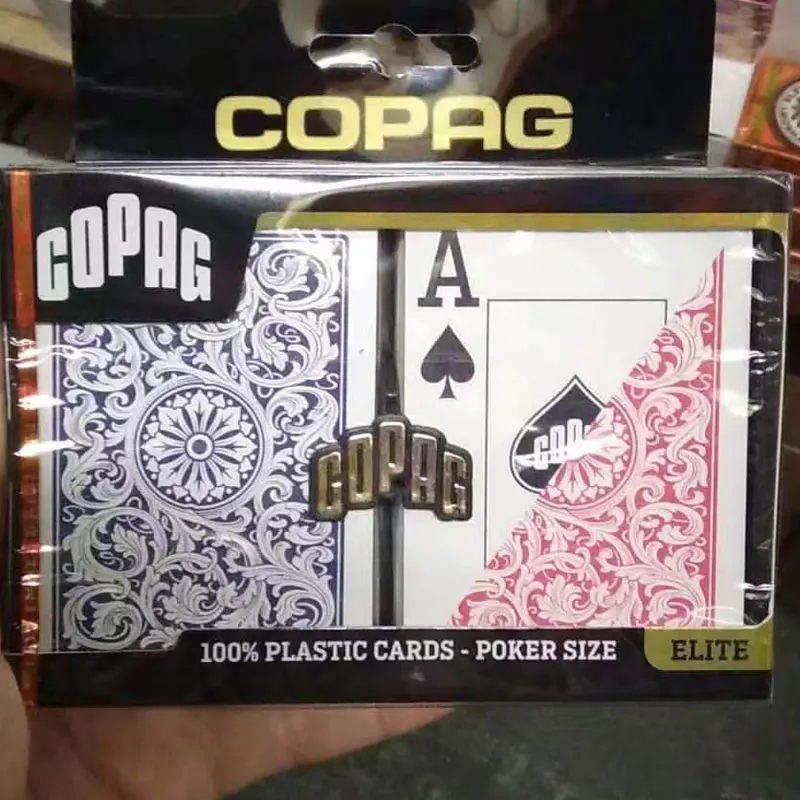 COPAG
COPAG
A
COPAG
100% PLASTIC CARDS - POKER SIZE
ELITE